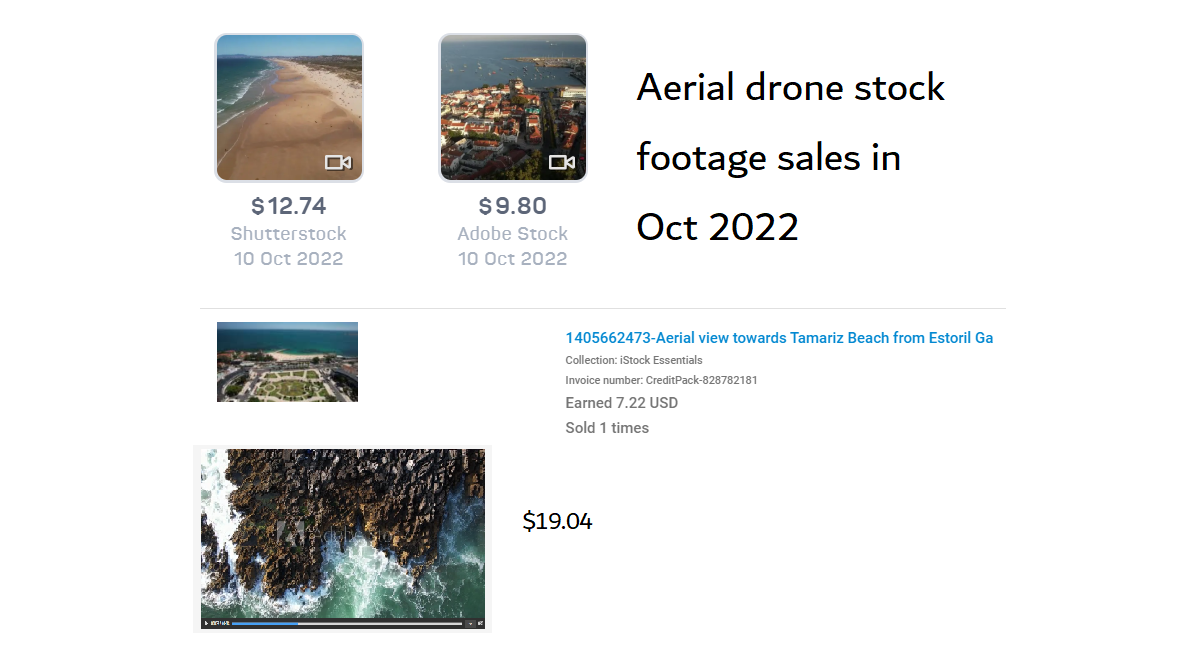 $12.74
Shutterstock
10 Oct 2022
$9.80
Adobe Stock
10 Oct 2022
Aerial drone stock
footage sales in
Oct 2022
1405662473-Aerial view towards Tamariz Beach from Estoril Ga
Collection: iStock Essentials
Invoice number: CreditPack-828782181
Earned 7.22 USD
Sold 1 times
$19.04